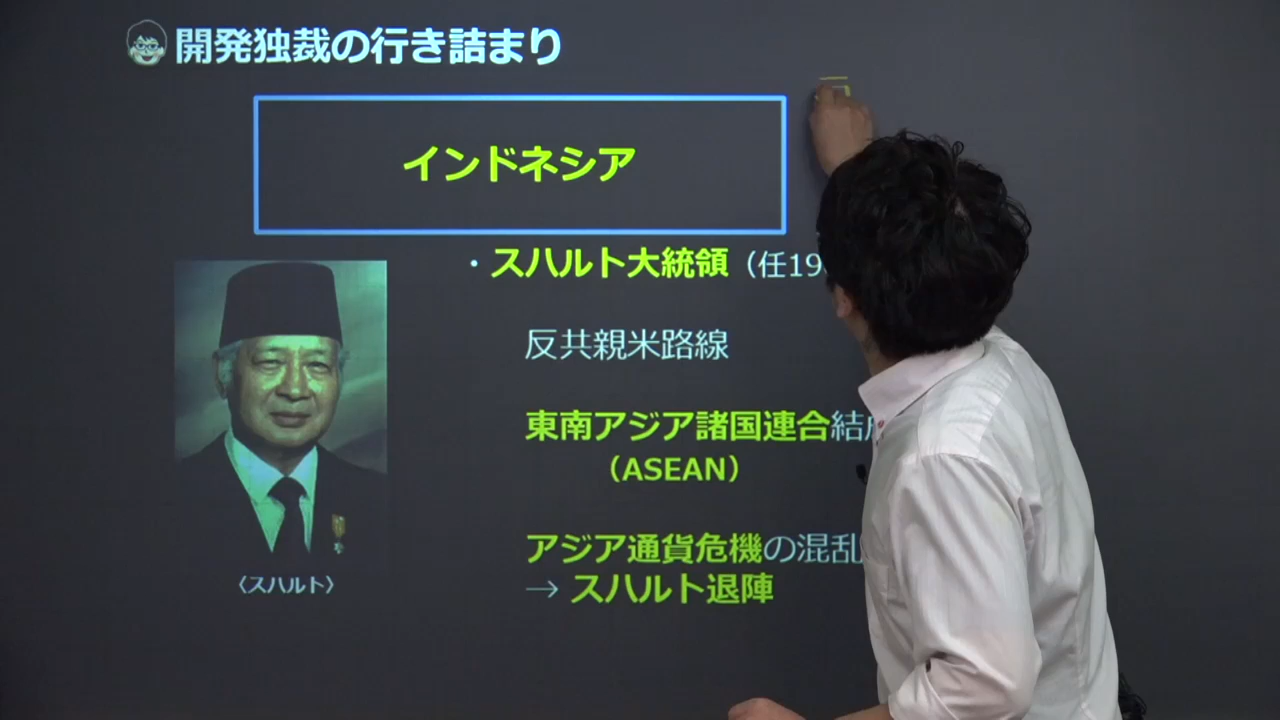 開発独裁の行き詰まり
インドネシア
・スハルト大統領（任19
反共親米路線
東南アジア諸国連合結
（ASEAN）
アジア通貨危機の混乱
→ スハルト退陣
〈スハルト〉